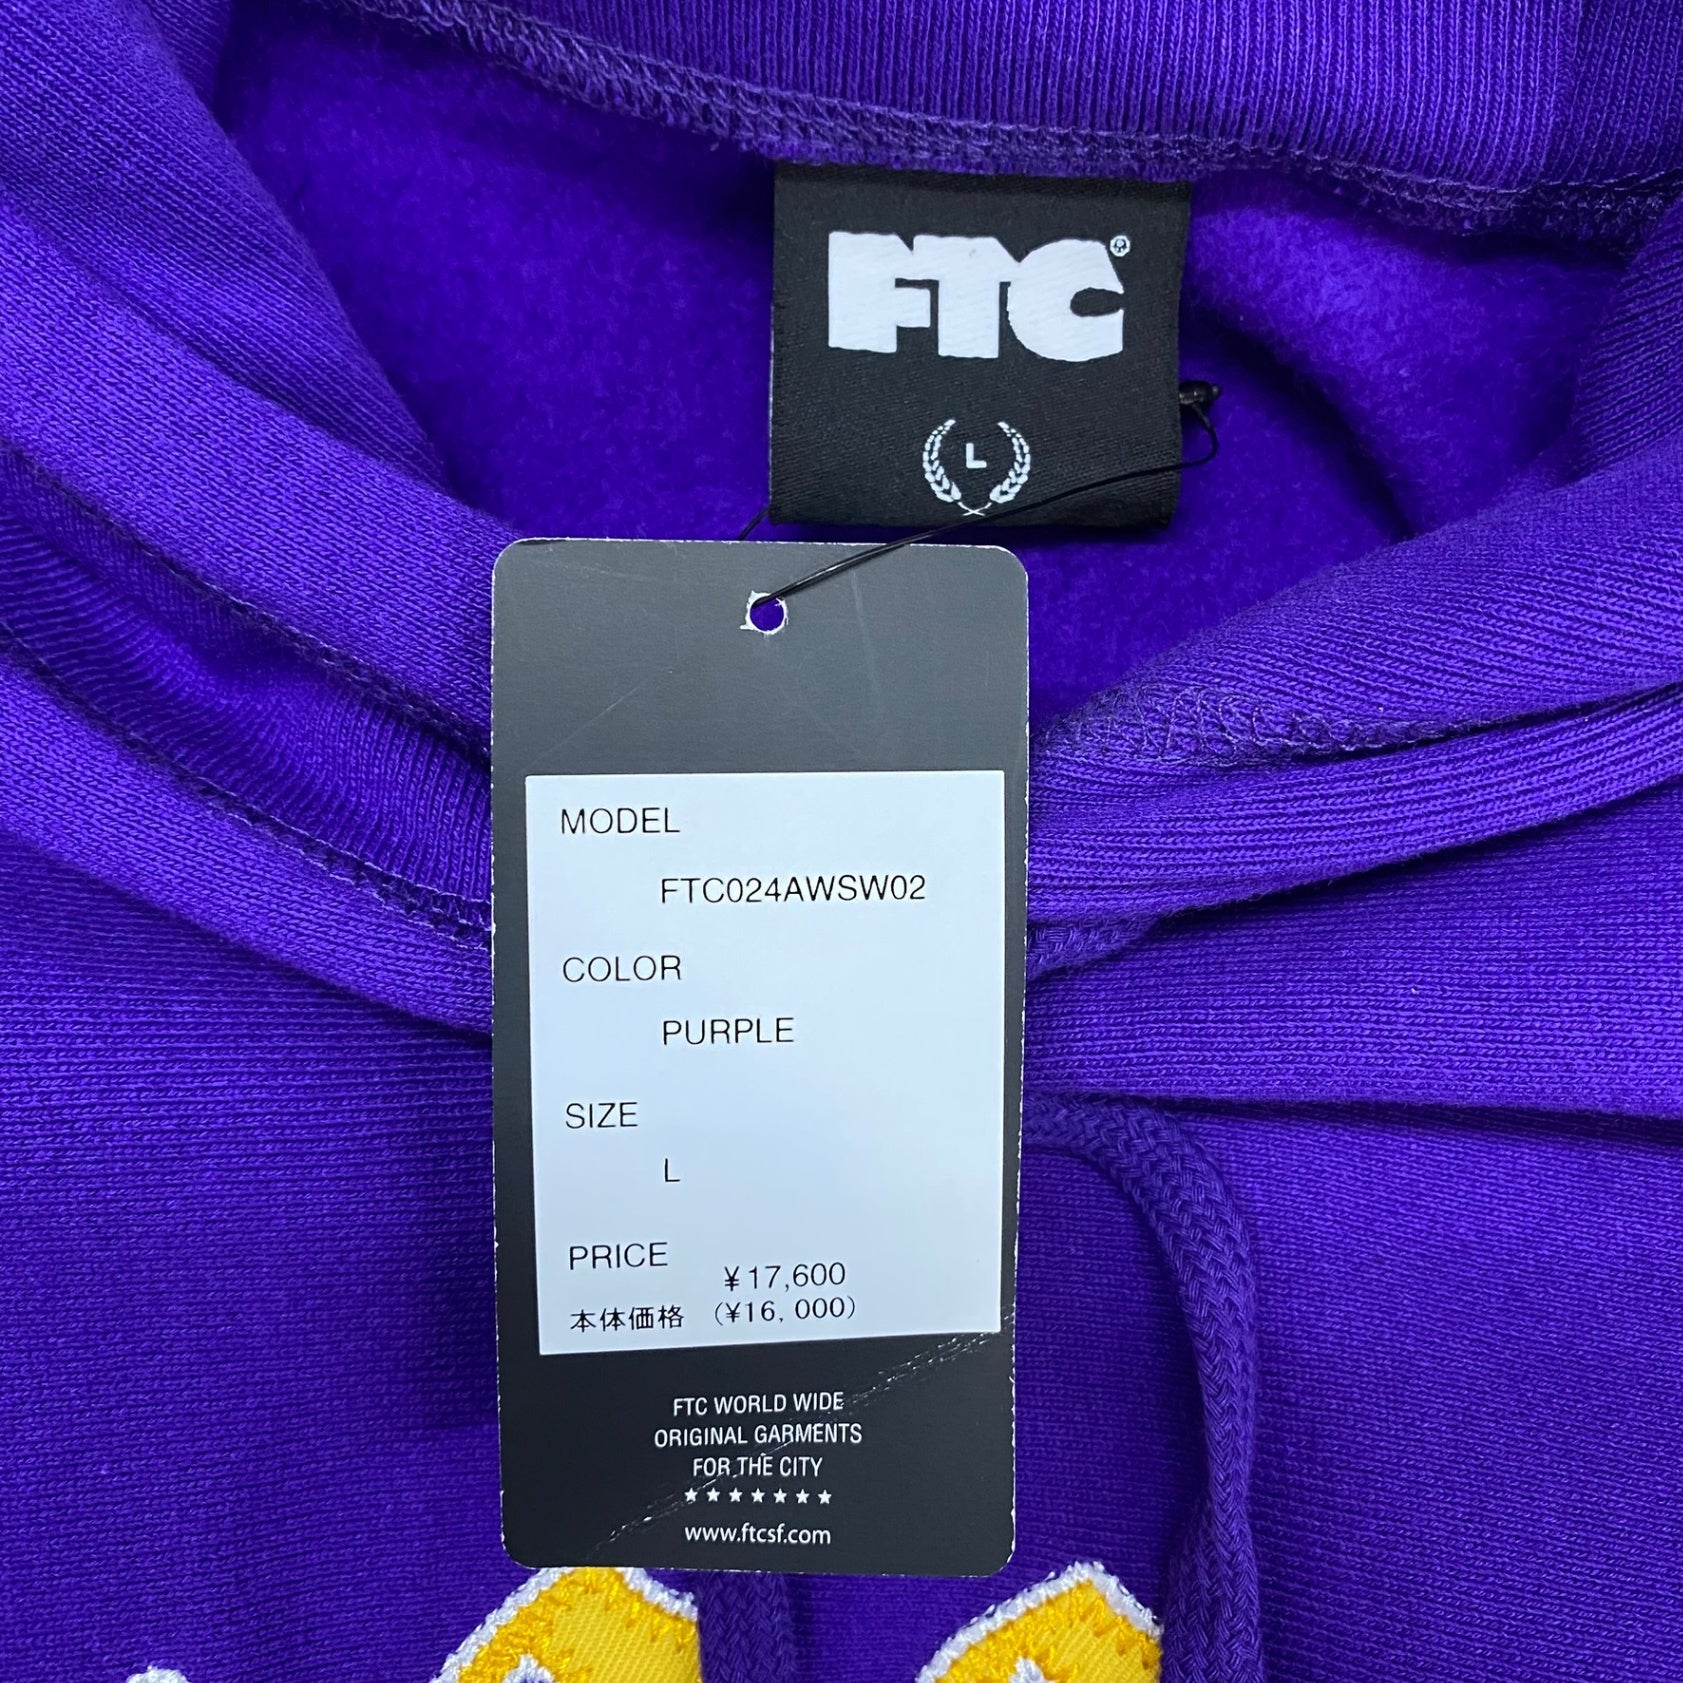 FTC®
L
MODEL
FTC024AWSW02
COLOR
PURPLE
SIZE
L
PRICE
¥17,600
本体価格 (¥16, 000)
FTC WORLD WIDE
ORIGINAL GARMENTS
FOR THE CITY
★★★★★★★
www.ftcsf.com